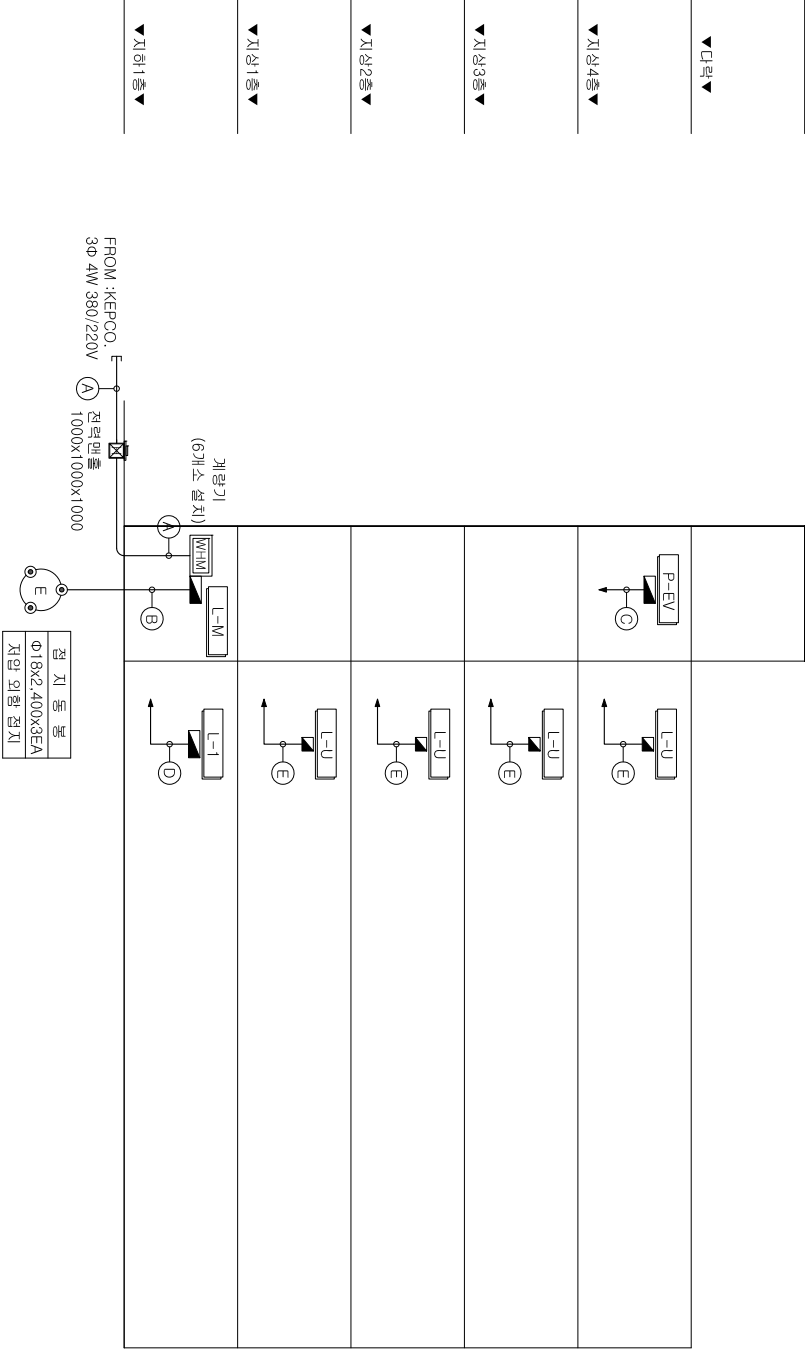 ▼다락▼
▼지상4층▼
▼지상3층▼
▼지상2층▼
▼지상1층▼
▼지하1층▼
P-EV
C
L-U
E
L-U
E
L-U
E
L-U
E
계량기
(6개소 설치)
WHM
A
L-M
B
L-1
D
FROM :KEPCO.
3Φ 4W 380/220V
A
전력맨홀
1000x1000x1000
E
접 지 동 봉
Φ18x2,400x3EA
저압 외함 접지